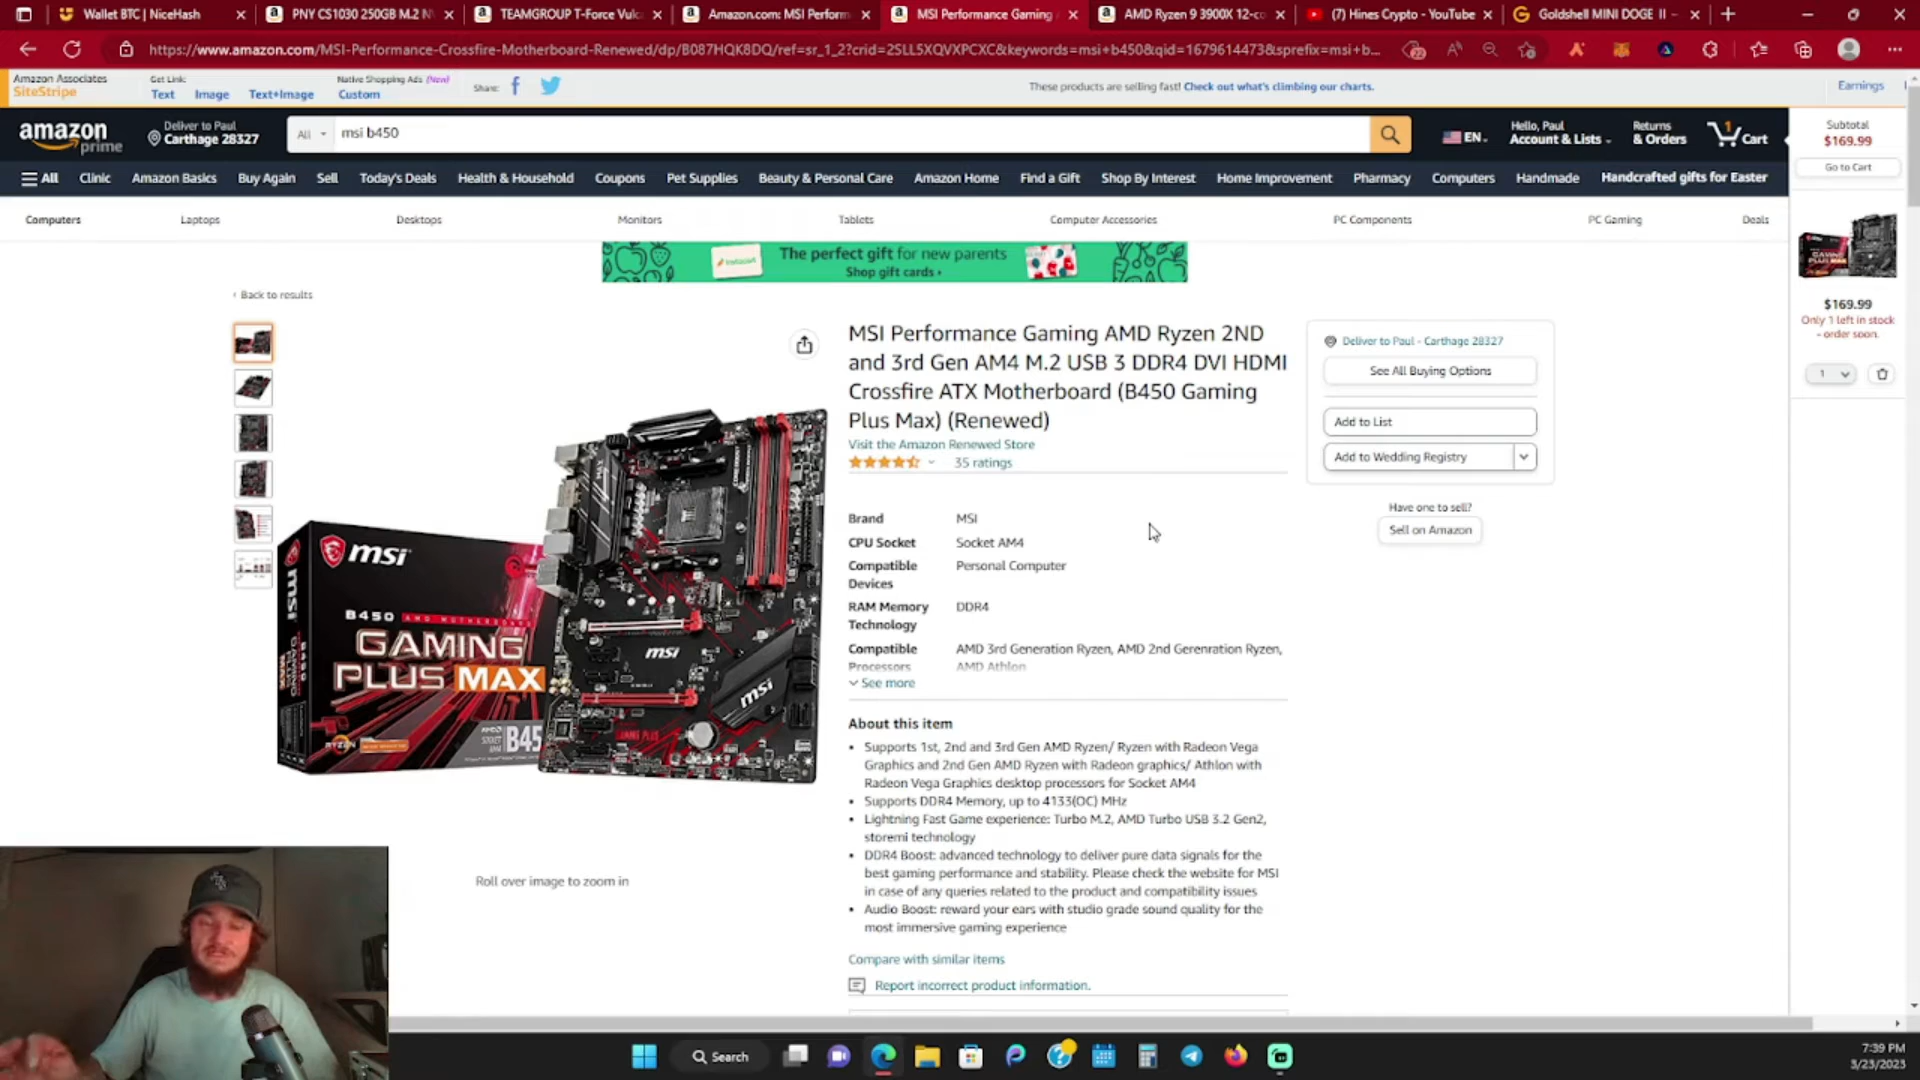 Wallet BTC | NiceHash
PNY CS1030 250GB M.2 N
TEAMGROUP T-Force Vulc
Amazon.com: MSI Perform
MSI Performance Gaming
AMD Ryzen 9 3900X 12-co
(7) Hines Crypto - YouTube
Goldshell MINI DOGE II –
https://www.amazon.com/MSI-Performance-Crossfire-Motherboard-Renewed/dp/B087HQK8DQ/ref=sr_1_2?crid=2SLL5XQVXPCXC&keywords=msi+b450&qid=1679614473&sprefix=msi+b...
Amazon Associates
SiteStripe
Get Link:
Text
Image
Text+Image
Native Shopping Ads (New)
Custom
Share:
These products are selling fast! Check out what's climbing our charts.
Earnings
amazon
prime
Deliver to Paul
Carthage 28327
All
msi b450
EN
Hello, Paul
Account & Lists
Returns
& Orders
1
Cart
Subtotal
$169.99
Go to Cart
All
Clinic
Amazon Basics
Buy Again
Sell
Today's Deals
Health & Household
Coupons
Pet Supplies
Beauty & Personal Care
Amazon Home
Find a Gift
Shop By Interest
Home Improvement
Pharmacy
Computers
Handmade
Handcrafted gifts for Easter
Computers
Laptops
Desktops
Monitors
Tablets
Computer Accessories
PC Components
PC Gaming
Deals
instacart
The perfect gift for new parents
Shop gift cards ›
$169.99
Only 1 left in stock
- order soon.
1
‹ Back to results
MSI Performance Gaming AMD Ryzen 2ND
and 3rd Gen AM4 M.2 USB 3 DDR4 DVI HDMI
Crossfire ATX Motherboard (B450 Gaming
Plus Max) (Renewed)
Visit the Amazon Renewed Store
35 ratings
Deliver to Paul - Carthage 28327
See All Buying Options
Add to List
Add to Wedding Registry
Have one to sell?
Sell on Amazon
Brand
MSI
CPU Socket
Socket AM4
Compatible
Devices
Personal Computer
RAM Memory
Technology
DDR4
Compatible
Processors
AMD 3rd Generation Ryzen, AMD 2nd Gerenration Ryzen,
AMD Athlon
See more
msi
B450 AMD MOTHERBOARD
GAMING
PLUS MAX
RYZEN
B45
msi
msi
About this item
• Supports 1st, 2nd and 3rd Gen AMD Ryzen/ Ryzen with Radeon Vega
Graphics and 2nd Gen AMD Ryzen with Radeon graphics/ Athlon with
Radeon Vega Graphics desktop processors for Socket AM4
• Supports DDR4 Memory, up to 4133(OC) MHz
• Lightning Fast Game experience: Turbo M.2, AMD Turbo USB 3.2 Gen2,
storemi technology
• DDR4 Boost: advanced technology to deliver pure data signals for the
best gaming performance and stability. Please check the website for MSI
in case of any queries related to the product and compatibility issues
• Audio Boost: reward your ears with studio grade sound quality for the
most immersive gaming experience
Roll over image to zoom in
Compare with similar items
Report incorrect product information.
Search
7:39 PM
3/23/2023